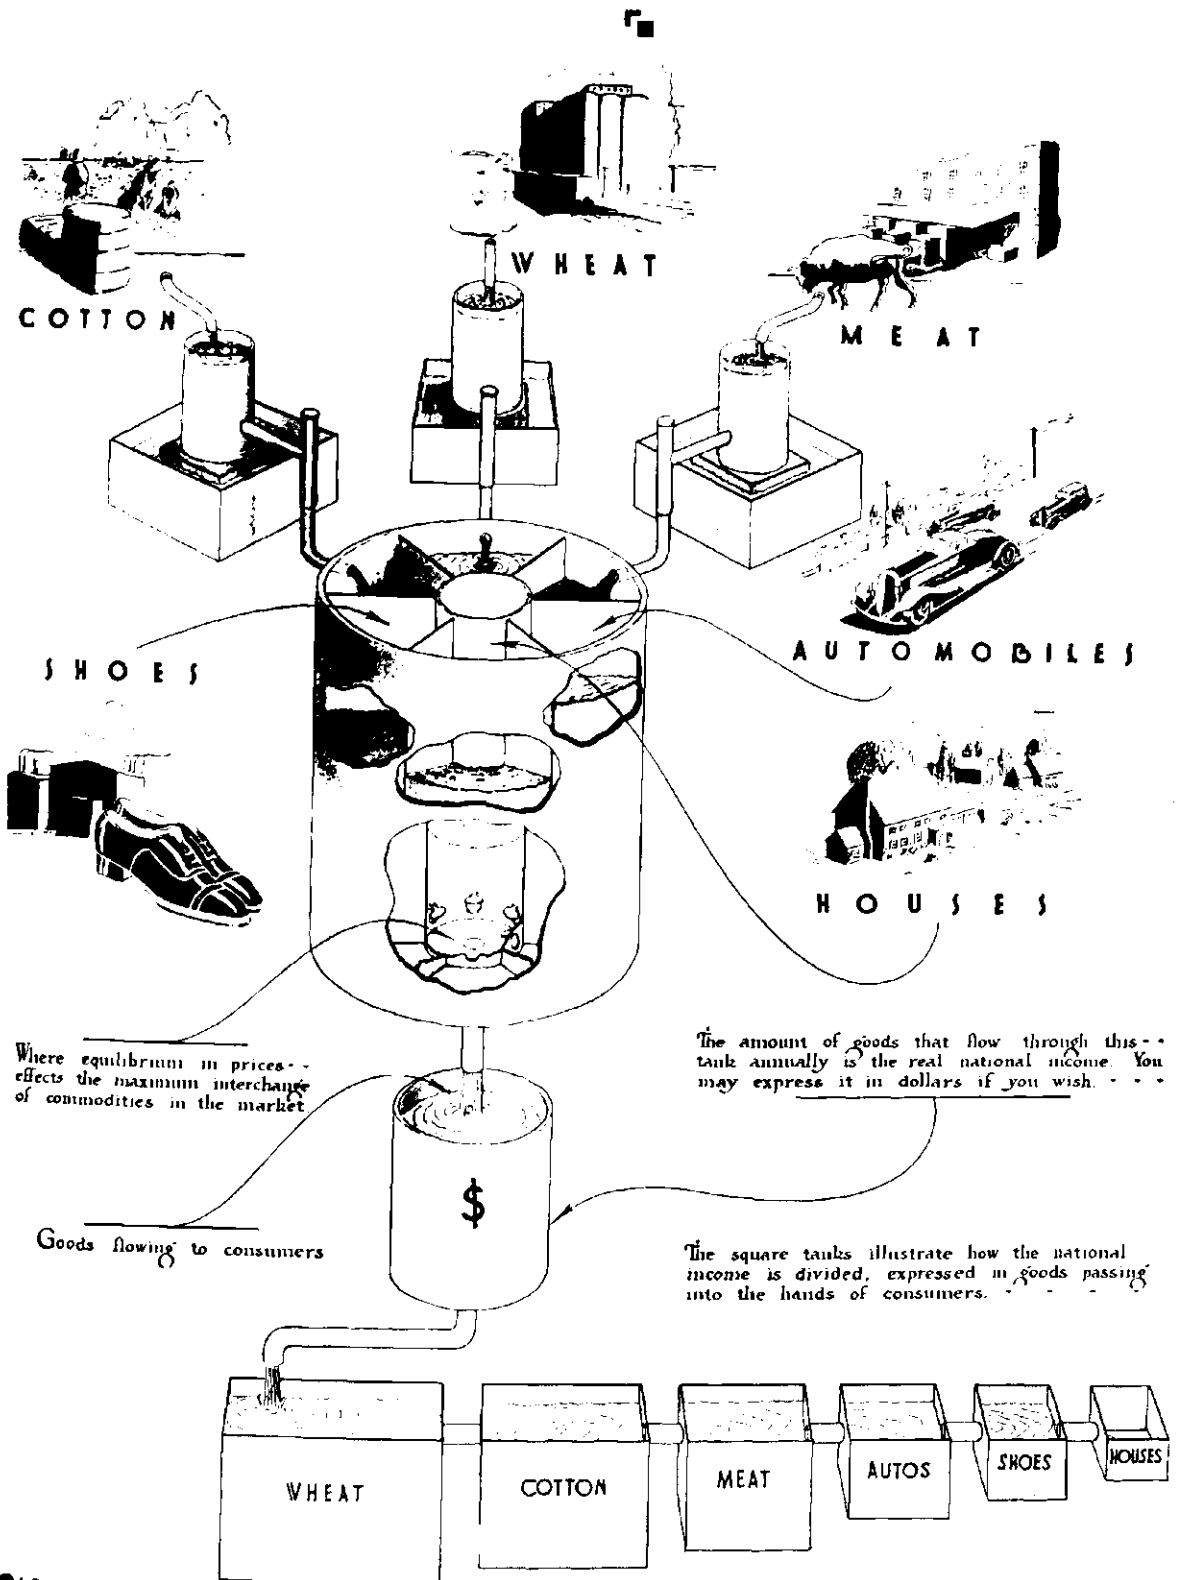 COTTON
WHEAT
MEAT
AUTOMOBILES
SHOES
HOUSES
Where equilibrium in prices - -
effects the maximum interchange
of commodities in the market
The amount of goods that flow through this - -
tank annually is the real national income. You
may express it in dollars if you wish. - - -
$
Goods flowing to consumers
The square tanks illustrate how the national
income is divided, expressed in goods passing
into the hands of consumers. - - - -
WHEAT
COTTON
MEAT
AUTOS
SHOES
HOUSES